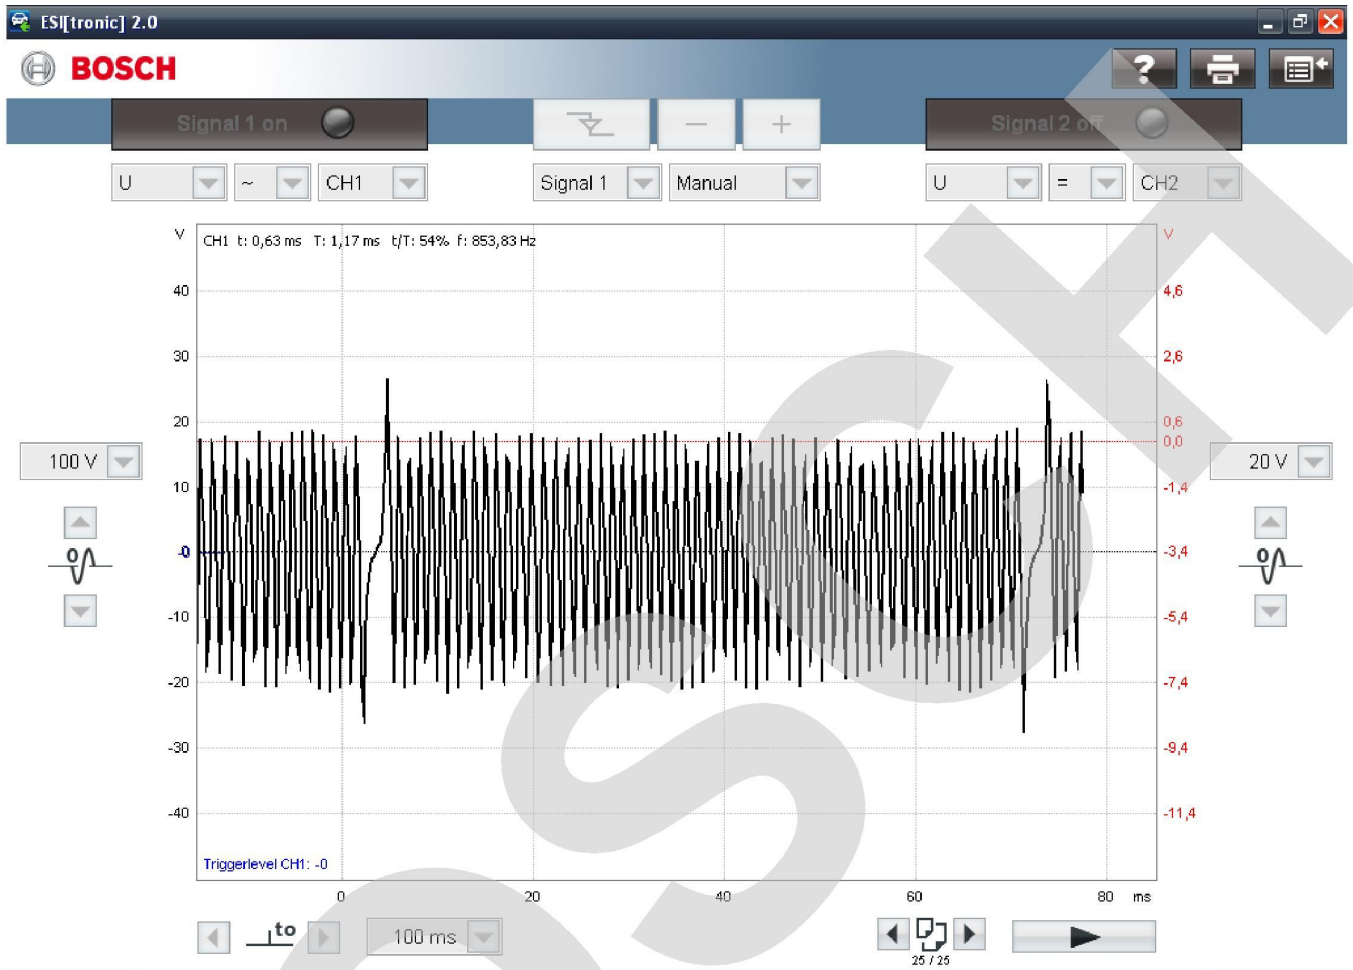 ESI[tronic] 2.0
BOSCH
?
Signal 1 on
− +
Signal 2 off
U ~ CH1
Signal 1 Manual
U = CH2
V
CH1 t: 0,63 ms T: 1,17 ms t/T: 54% f: 853,83 Hz
V
40 4,6
30 2,6
20 0,6
0,0
100 V
20 V
10 -1,4
-0 -3,4
0
0
-10 -5,4
-20 -7,4
-30 -9,4
-40 -11,4
Triggerlevel CH1: -0
0 20 40 60 80 ms
to
100 ms
25 / 25
BOSCH